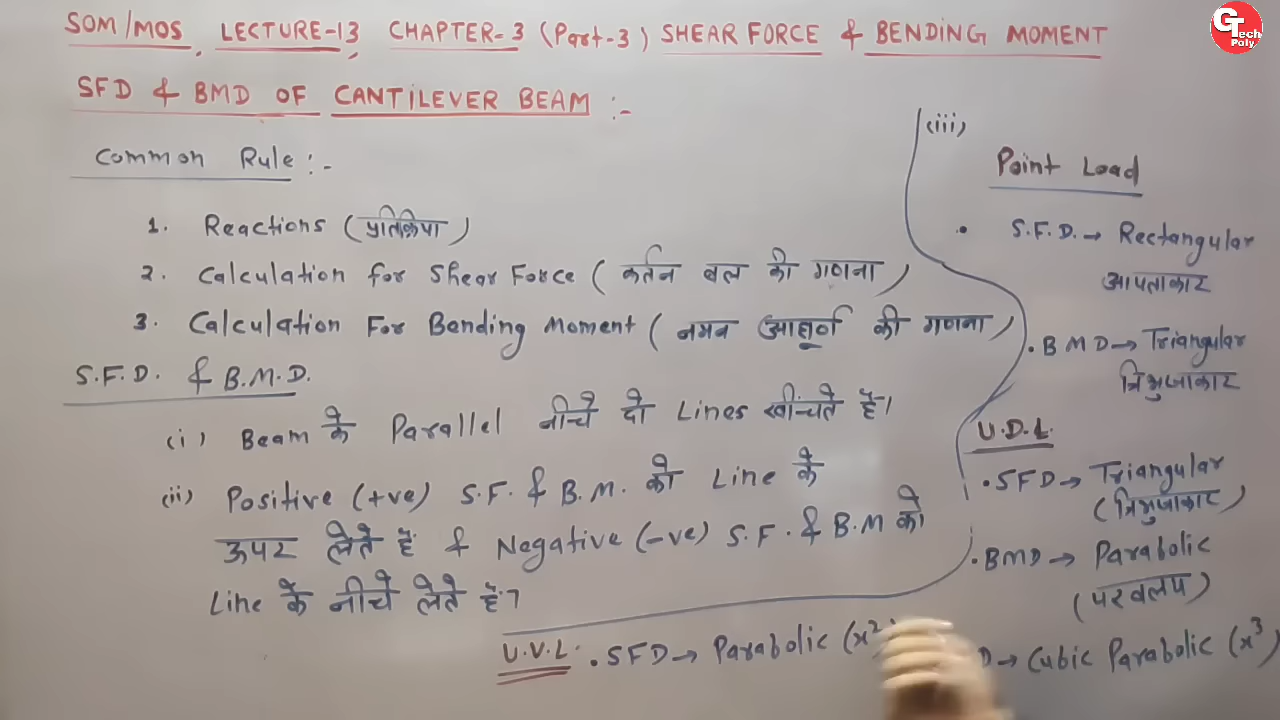 SOM/MOS, LECTURE-13, CHAPTER-3 (Part-3) SHEAR FORCE & BENDING MOMENT
SFD & BMD OF CANTILEVER BEAM :-
Common Rule :-
1. Reactions (प्रतिक्रिया)
2. Calculation for Shear Force (कर्तन बल की गणना)
3. Calculation For Bending Moment (नमन आघूर्ण की गणना)
S.F.D. & B.M.D.
(i) Beam के Parallel नीचे दो Lines खींचते हैं।
(ii) Positive (+ve) S.F. & B.M. को Line के
ऊपर लेते हैं & Negative (-ve) S.F. & B.M को
Line के नीचे लेते हैं।
(iii)
Point Load
• S.F.D. → Rectangular
आयताकार
• BMD → Triangular
त्रिभुजाकार
U.D.L.
• SFD → Triangular
(त्रिभुजाकार)
• BMD → Parabolic
(परवलय)
U.V.L. • SFD → Parabolic (x²) D → Cubic Parabolic (x³)
GTech
Poly